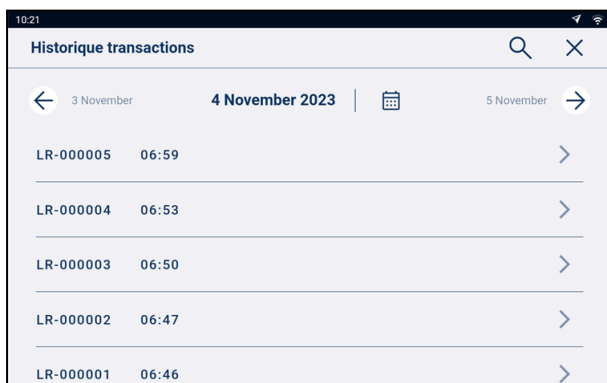 10:21
Historique transactions
3 November 4 November 2023 5 November
LR-000005 06:59
LR-000004 06:53
LR-000003 06:50
LR-000002 06:47
LR-000001 06:46